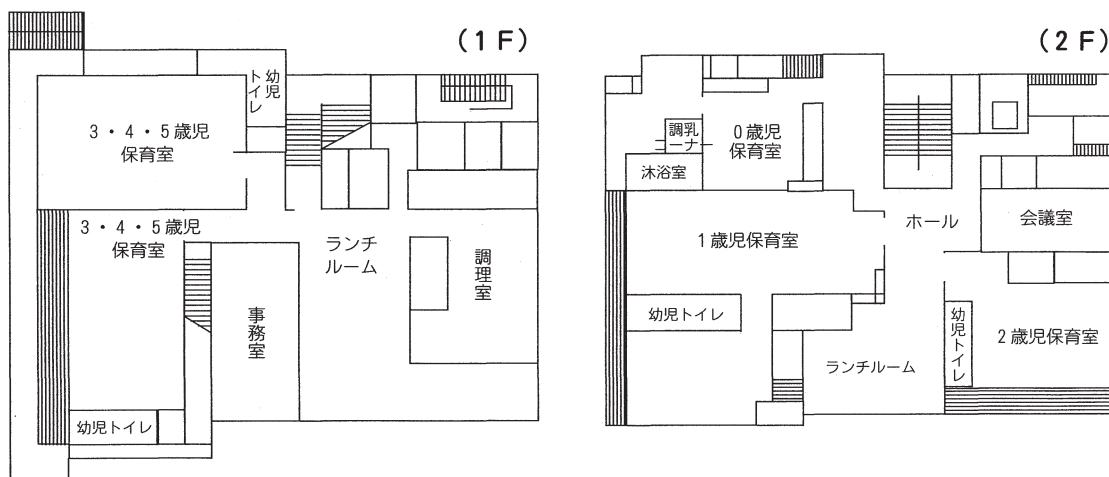 (1F)
幼児
トイレ
3・4・5歳児
保育室
3・4・5歳児
保育室
ランチ
ルーム
調理室
事務室
幼児トイレ
(2F)
調乳
コーナー
0歳児
保育室
沐浴室
ホール
会議室
1歳児保育室
幼児トイレ
幼児トイレ
2歳児保育室
ランチルーム